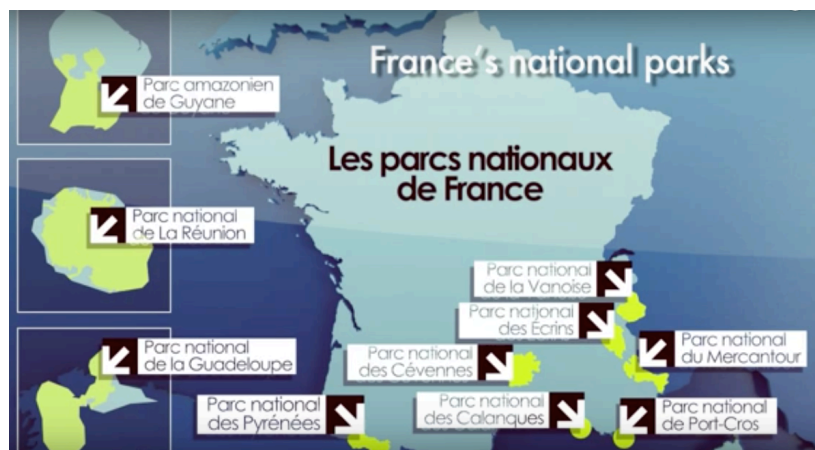 France's national parks
Les parcs nationaux
de France
Parc amazonien
de Guyane
Parc national
de La Réunion
Parc national
de la Guadeloupe
Parc national
de la Vanoise
Parc national
des Écrins
Parc national
du Mercantour
Parc national
des Cévennes
Parc national
des Pyrénées
Parc national
des Calanques
Parc national
de Port-Cros